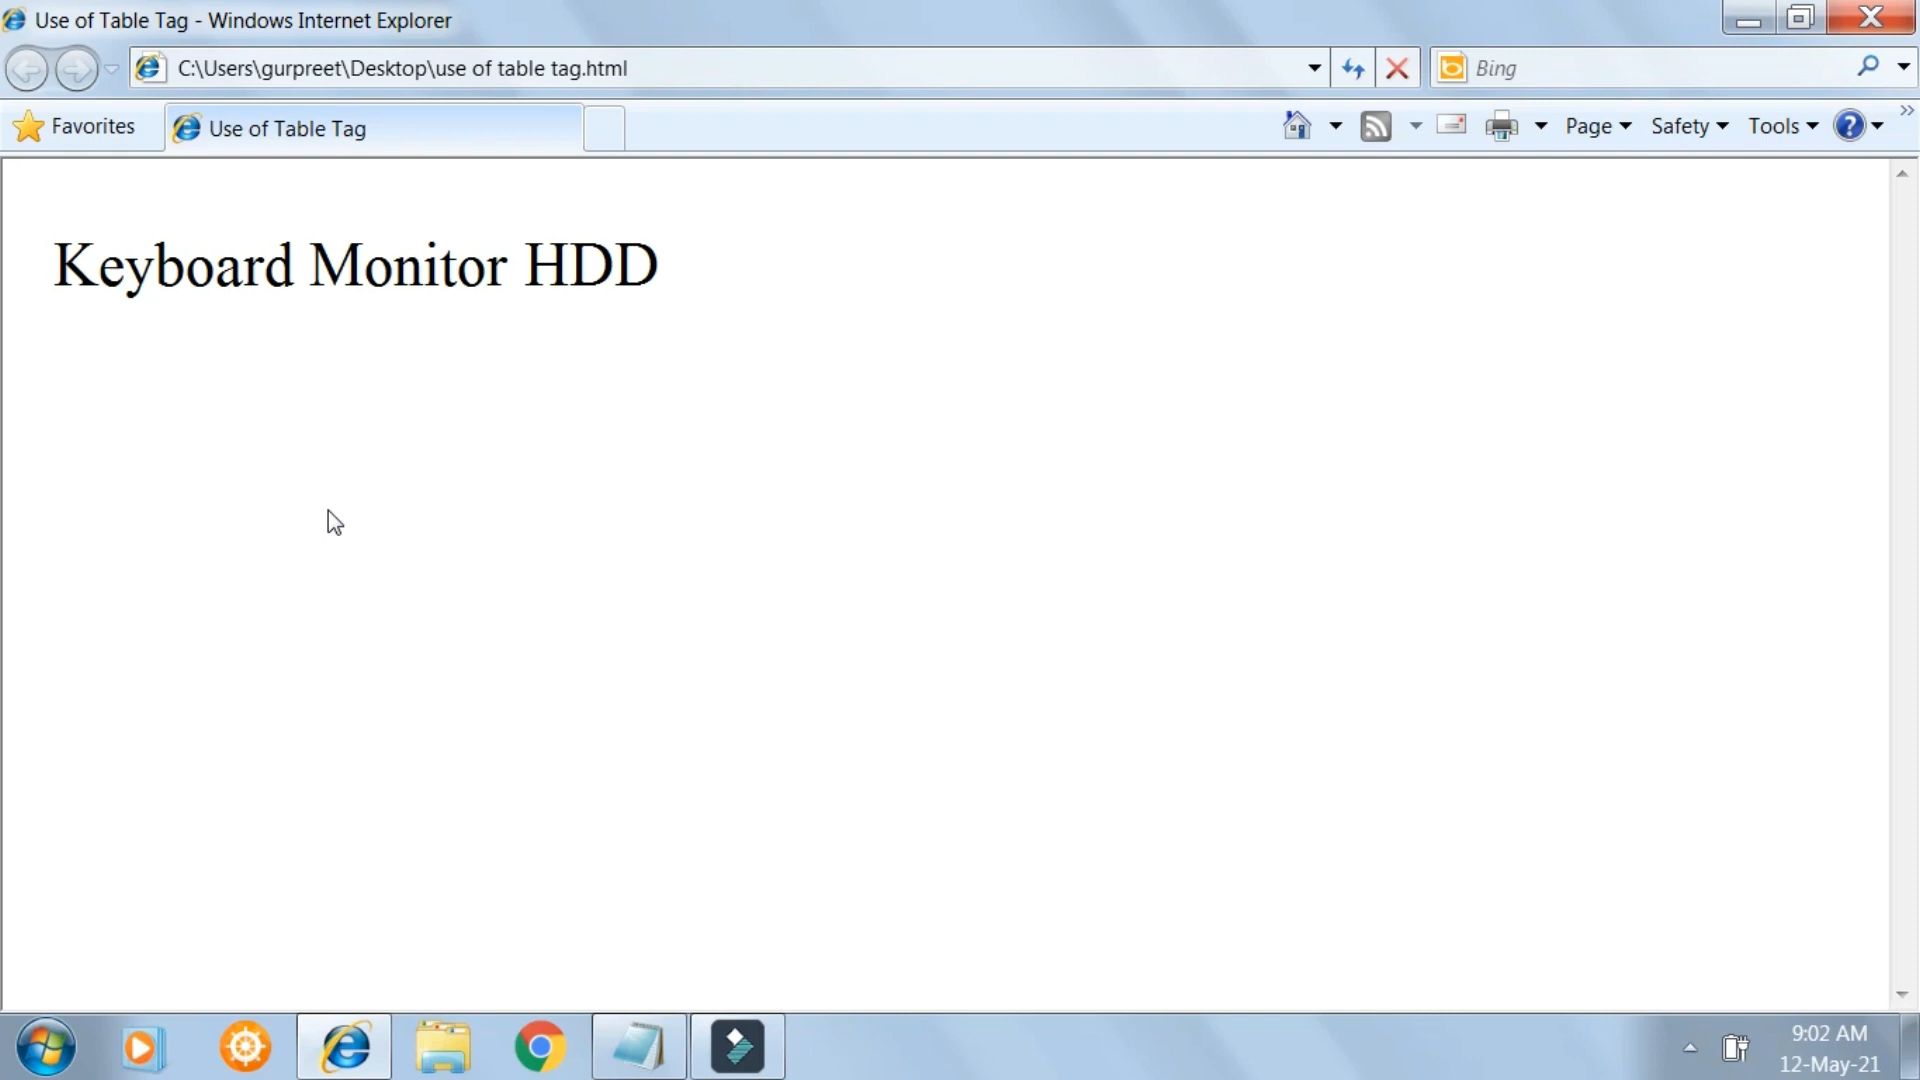 Use of Table Tag - Windows Internet Explorer
C:\Users\gurpreet\Desktop\use of table tag.html
Bing
Favorites
Use of Table Tag
Page
Safety
Tools
Keyboard Monitor HDD
9:02 AM
12-May-21